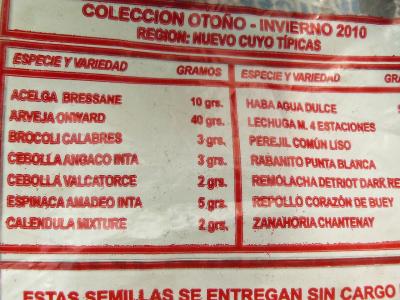 COLECCION OTOÑO - INVIERNO 2010
REGION: NUEVO CUYO TÍPICAS
ESPECIE Y VARIEDAD GRAMOS
ACELGA BRESSANE 10 grs.
ARVEJA ONWARD 40 grs.
BROCOLI CALABRES 3 grs.
CEBOLLA ANGACO INTA 3 grs.
CEBOLLA VALCATORCE 2 grs.
ESPINACA AMADEO INTA 5 grs.
CALENDULA MIXTURE 2 grs.
ESPECIE Y VARIEDAD
HABA AGUA DULCE
LECHUGA M. 4 ESTACIONES
PEREJIL COMÚN LISO
RABANITO PUNTA BLANCA
REMOLACHA DETRIOT DARK RE
REPOLLO CORAZÓN DE BUEY
ZANAHORIA CHANTENAY
ESTAS SEMILLAS SE ENTREGAN SIN CARGO